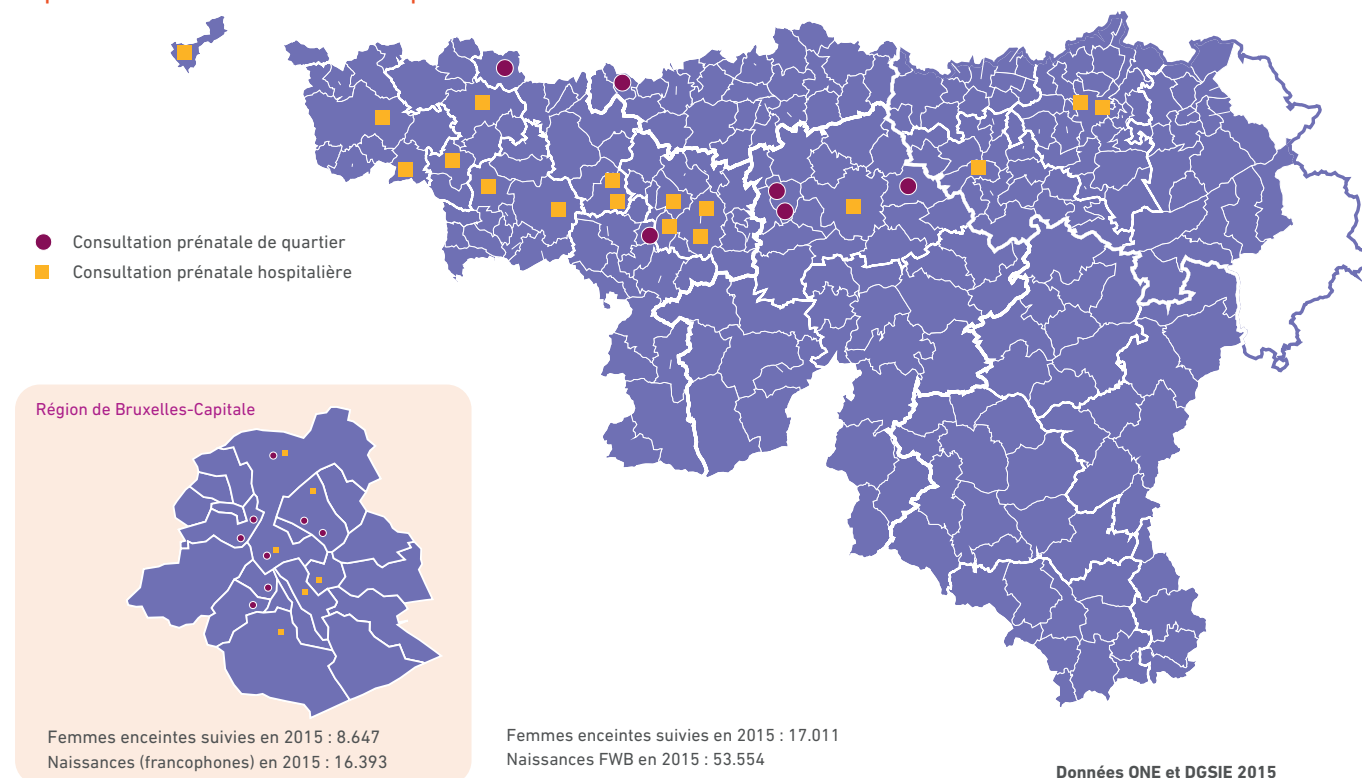 Consultation prénatale de quartier
Consultation prénatale hospitalière
Région de Bruxelles-Capitale
Femmes enceintes suivies en 2015 : 8.647
Naissances (francophones) en 2015 : 16.393
Femmes enceintes suivies en 2015 : 17.011
Naissances FWB en 2015 : 53.554
Données ONE et DGSIE 2015